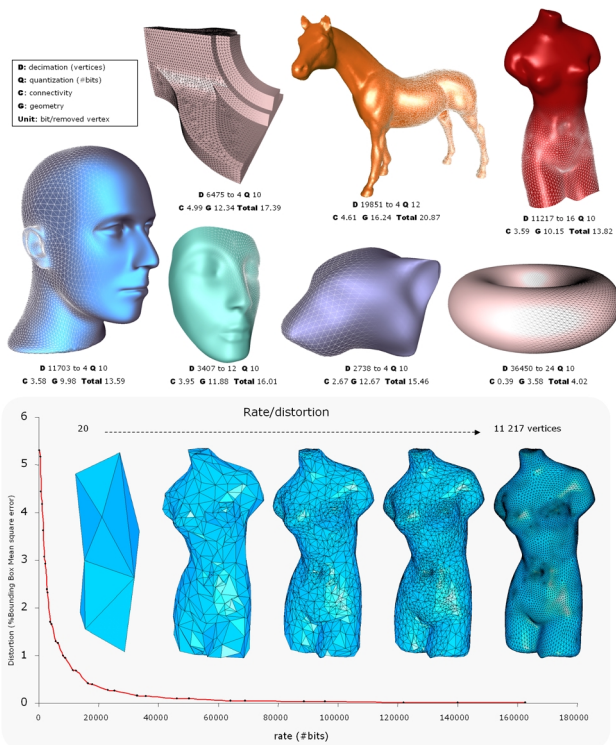 D: decimation (vertices)
Q: quantization (#bits)
C: connectivity
G: geometry
Unit: bit/removed vertex
D 6475 to 4 Q 10
C 4.99 G 12.34 Total 17.39
D 19851 to 4 Q 12
C 4.61 G 16.24 Total 20.87
D 11217 to 16 Q 10
C 3.59 G 10.15 Total 13.82
D 11703 to 4 Q 10
C 3.58 G 9.98 Total 13.59
D 3407 to 12 Q 10
C 3.95 G 11.88 Total 16.01
D 2738 to 4 Q 10
C 2.67 G 12.67 Total 15.46
D 36450 to 24 Q 10
C 0.39 G 3.58 Total 4.02
Rate/distortion
20
11 217 vertices
Distortion (%Bounding Box Mean square error)
6
5
4
3
2
1
0
0 20000 40000 60000 80000 100000 120000 140000 160000 180000
rate (#bits)